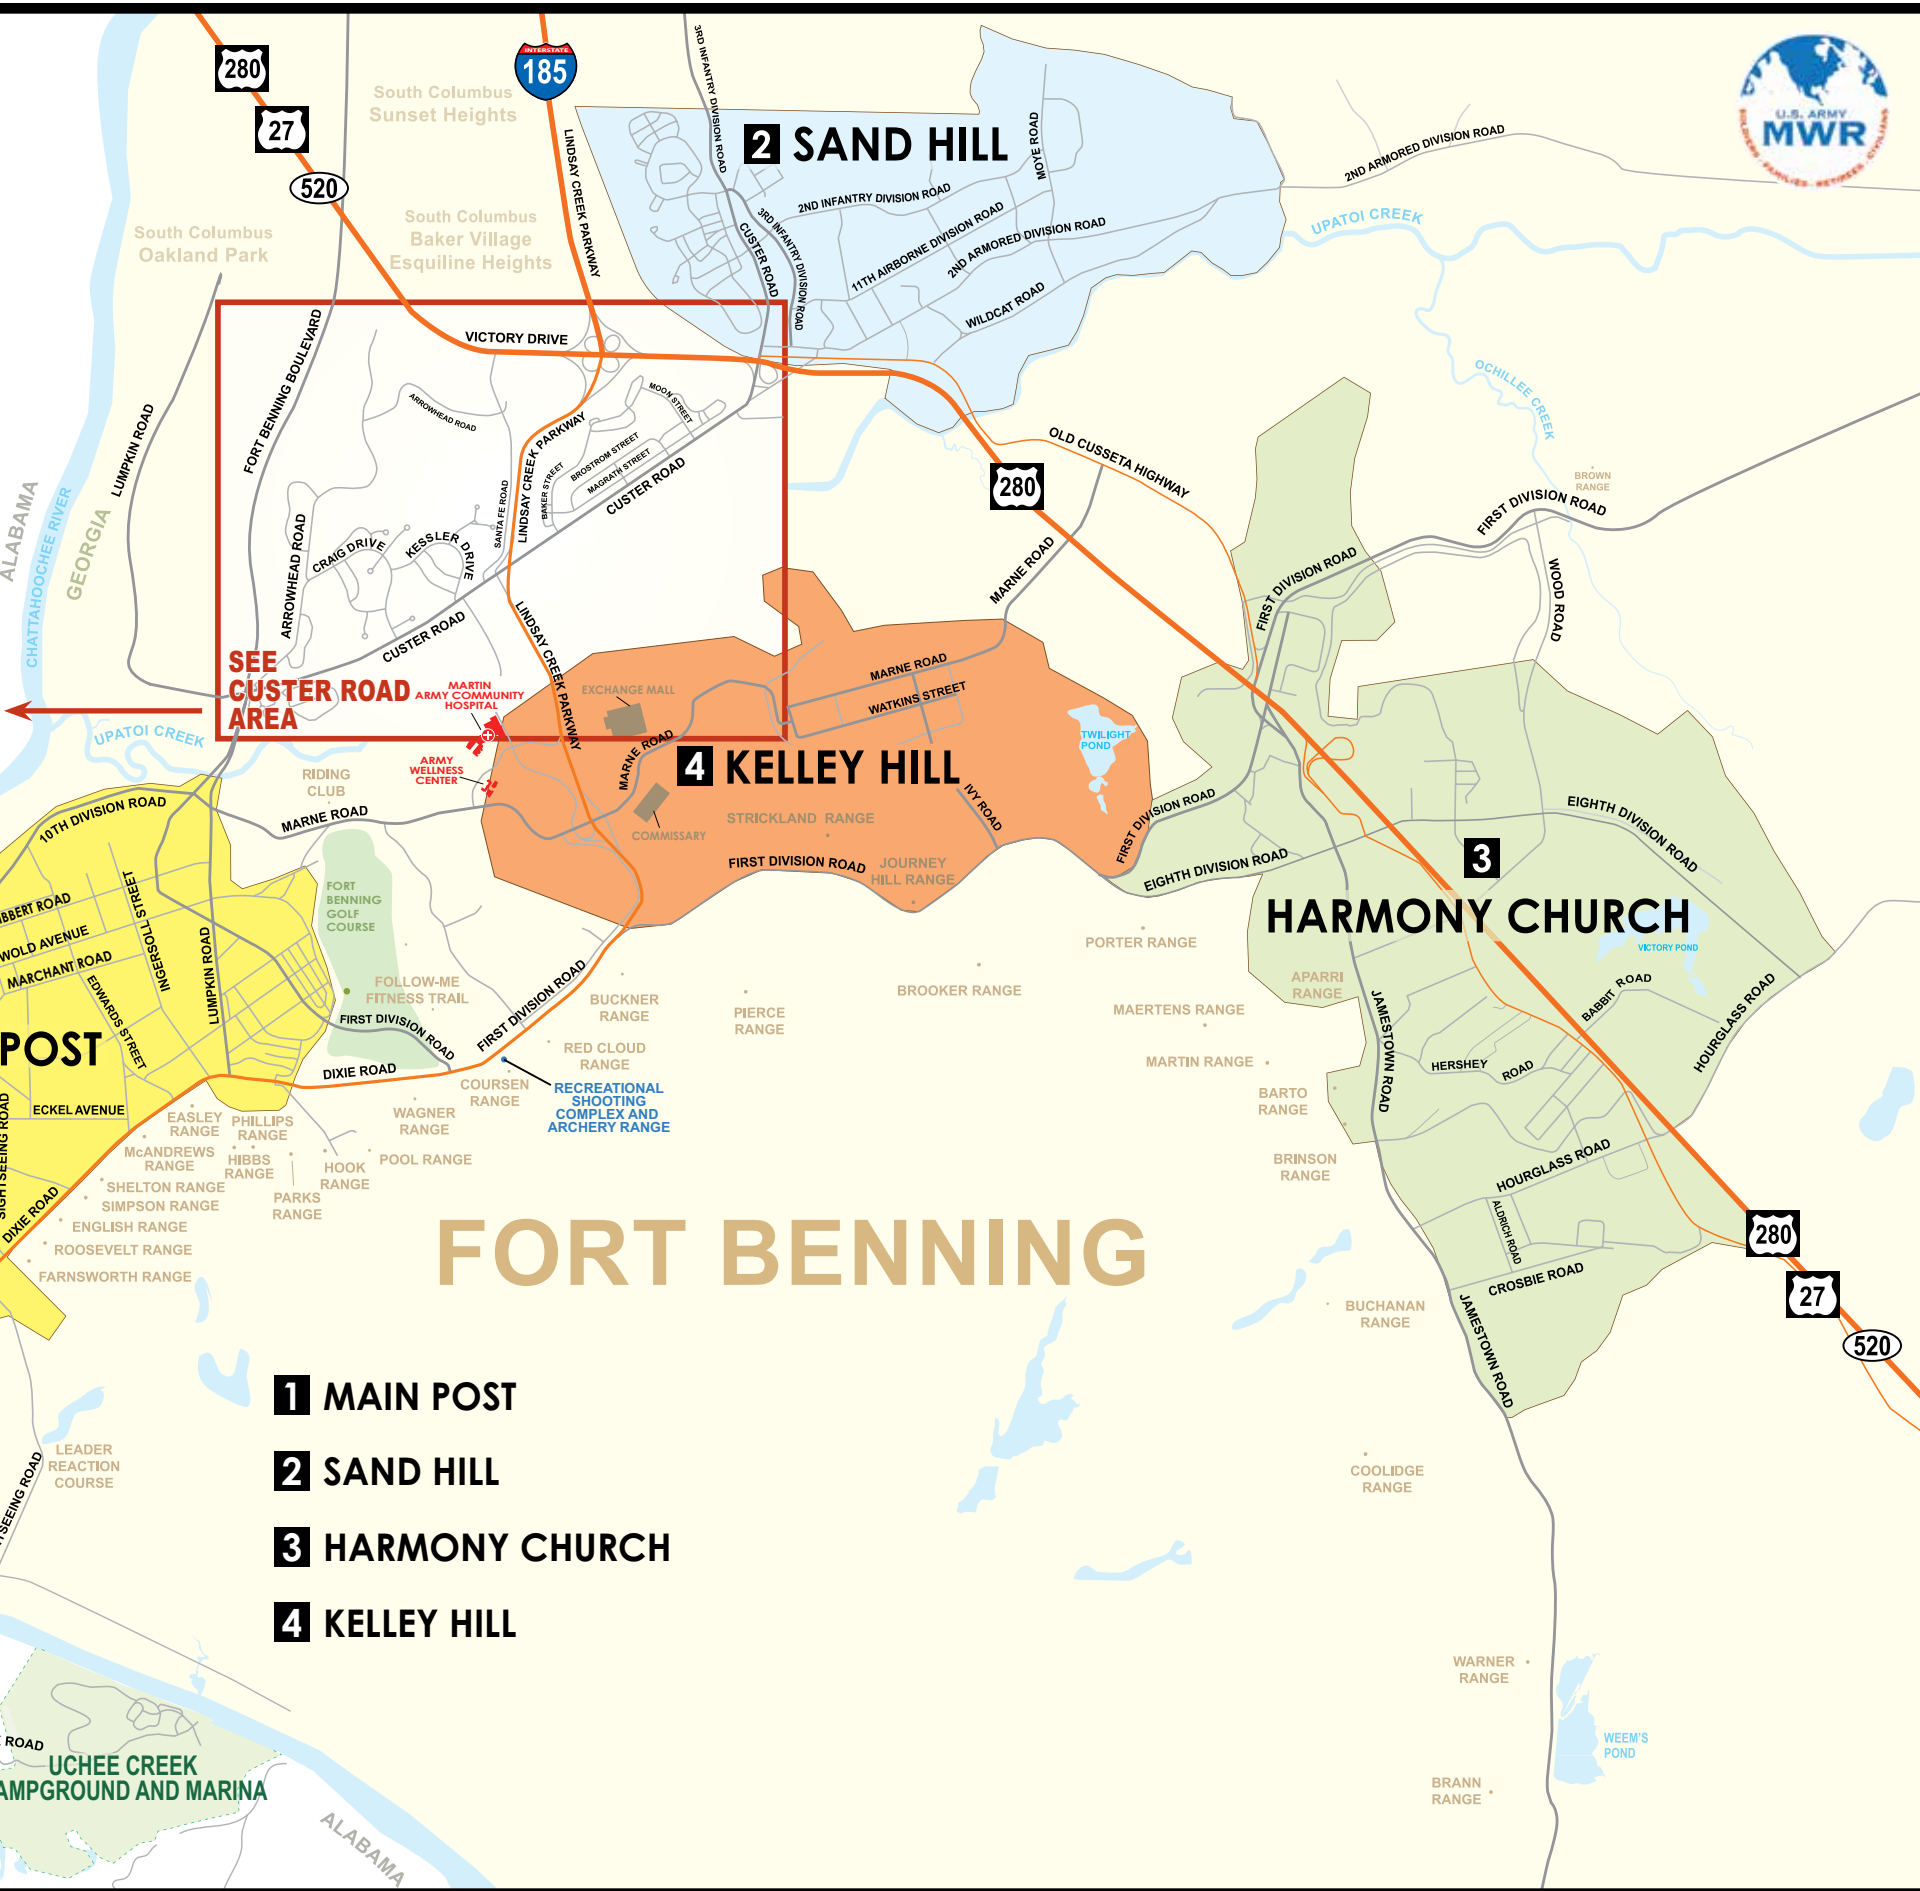 280
27
520
INTERSTATE
185
South Columbus
Sunset Heights
South Columbus
Baker Village
Esquiline Heights
South Columbus
Oakland Park
3RD INFANTRY DIVISION ROAD
LINDSAY CREEK PARKWAY
2 SAND HILL
MOYE ROAD
2ND INFANTRY DIVISION ROAD
3RD INFANTRY DIVISION ROAD
CUSTER ROAD
11TH AIRBORNE DIVISION ROAD
2ND ARMORED DIVISION ROAD
WILDCAT ROAD
2ND ARMORED DIVISION ROAD
UPATOI CREEK
U.S. ARMY
MWR
SOLDIERS - FAMILIES - RETIREES - CIVILIANS
OCHILLEE CREEK
BROWN
RANGE
ALABAMA
CHATTAHOOCHEE RIVER
GEORGIA
LUMPKIN ROAD
FORT BENNING BOULEVARD
VICTORY DRIVE
ARROWHEAD ROAD
MOON STREET
LINDSAY CREEK PARKWAY
BROSTROM STREET
MAGRATH STREET
BAKER STREET
SANTA FE ROAD
CUSTER ROAD
ARROWHEAD ROAD
CRAIG DRIVE
KESSLER DRIVE
CUSTER ROAD
LINDSAY CREEK PARKWAY
SEE
CUSTER ROAD
AREA
UPATOI CREEK
MARTIN
ARMY COMMUNITY
HOSPITAL
ARMY
WELLNESS
CENTER
EXCHANGE MALL
MARNE ROAD
4 KELLEY HILL
COMMISSARY
STRICKLAND RANGE
FIRST DIVISION ROAD
JOURNEY
HILL RANGE
IVY ROAD
MARNE ROAD
WATKINS STREET
TWILIGHT
POND
MARNE ROAD
280
OLD CUSSETA HIGHWAY
FIRST DIVISION ROAD
FIRST DIVISION ROAD
WOOD ROAD
FIRST DIVISION ROAD
EIGHTH DIVISION ROAD
EIGHTH DIVISION ROAD
3
HARMONY CHURCH
VICTORY POND
BABBIT ROAD
HOURGLASS ROAD
HERSHEY ROAD
JAMESTOWN ROAD
HOURGLASS ROAD
ALDRICH ROAD
CROSBIE ROAD
JAMESTOWN ROAD
280
27
520
RIDING
CLUB
MARNE ROAD
10TH DIVISION ROAD
BBERT ROAD
WOLD AVENUE
MARCHANT ROAD
INGERSOLL STREET
EDWARDS STREET
LUMPKIN ROAD
POST
ECKEL AVENUE
SIGHTSEEING ROAD
DIXIE ROAD
FORT
BENNING
GOLF
COURSE
FOLLOW-ME
FITNESS TRAIL
FIRST DIVISION ROAD
DIXIE ROAD
FIRST DIVISION ROAD
BUCKNER
RANGE
PIERCE
RANGE
BROOKER RANGE
PORTER RANGE
APARRI
RANGE
MAERTENS RANGE
MARTIN RANGE
BARTO
RANGE
BRINSON
RANGE
RED CLOUD
RANGE
COURSEN
RANGE
RECREATIONAL
SHOOTING
COMPLEX AND
ARCHERY RANGE
WAGNER
RANGE
POOL RANGE
HOOK
RANGE
PARKS
RANGE
PHILLIPS
RANGE
HIBBS
RANGE
EASLEY
RANGE
McANDREWS
RANGE
SHELTON RANGE
SIMPSON RANGE
ENGLISH RANGE
ROOSEVELT RANGE
FARNSWORTH RANGE
FORT BENNING
BUCHANAN
RANGE
COOLIDGE
RANGE
WARNER
RANGE
WEEM'S
POND
BRANN
RANGE
1 MAIN POST
2 SAND HILL
3 HARMONY CHURCH
4 KELLEY HILL
LEADER
REACTION
COURSE
TSEEING ROAD
ROAD
UCHEE CREEK
AMPGROUND AND MARINA
ALABAMA